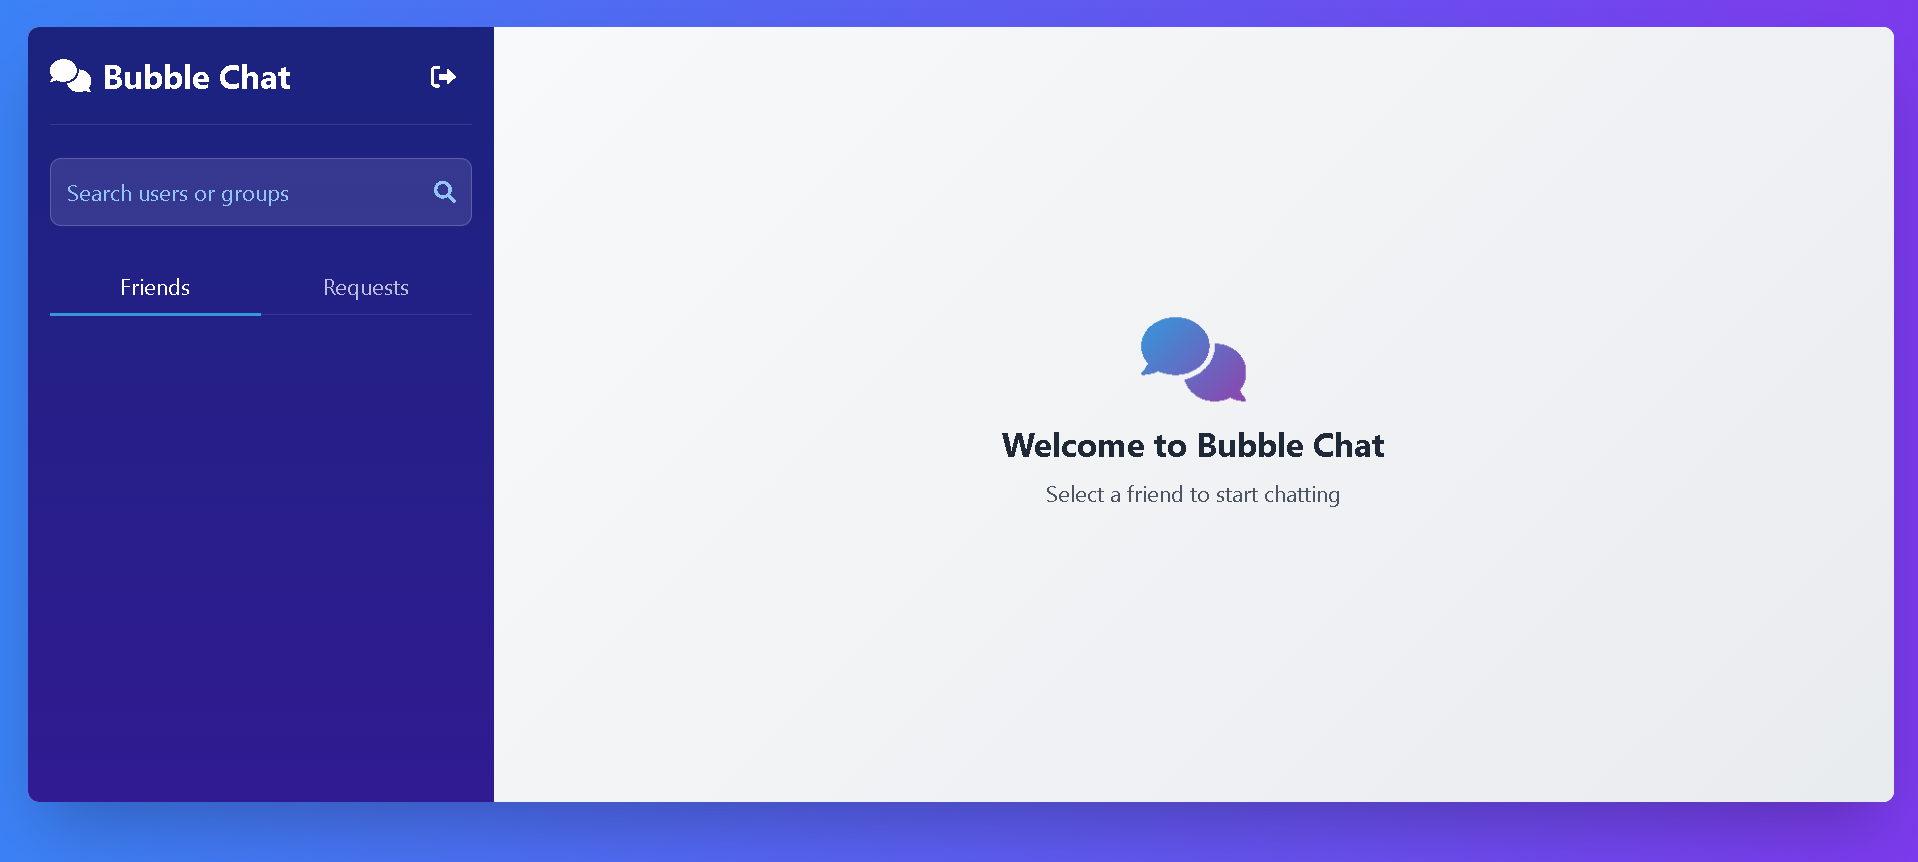 Bubble Chat
Search users or groups
Friends Requests
Welcome to Bubble Chat
Select a friend to start chatting